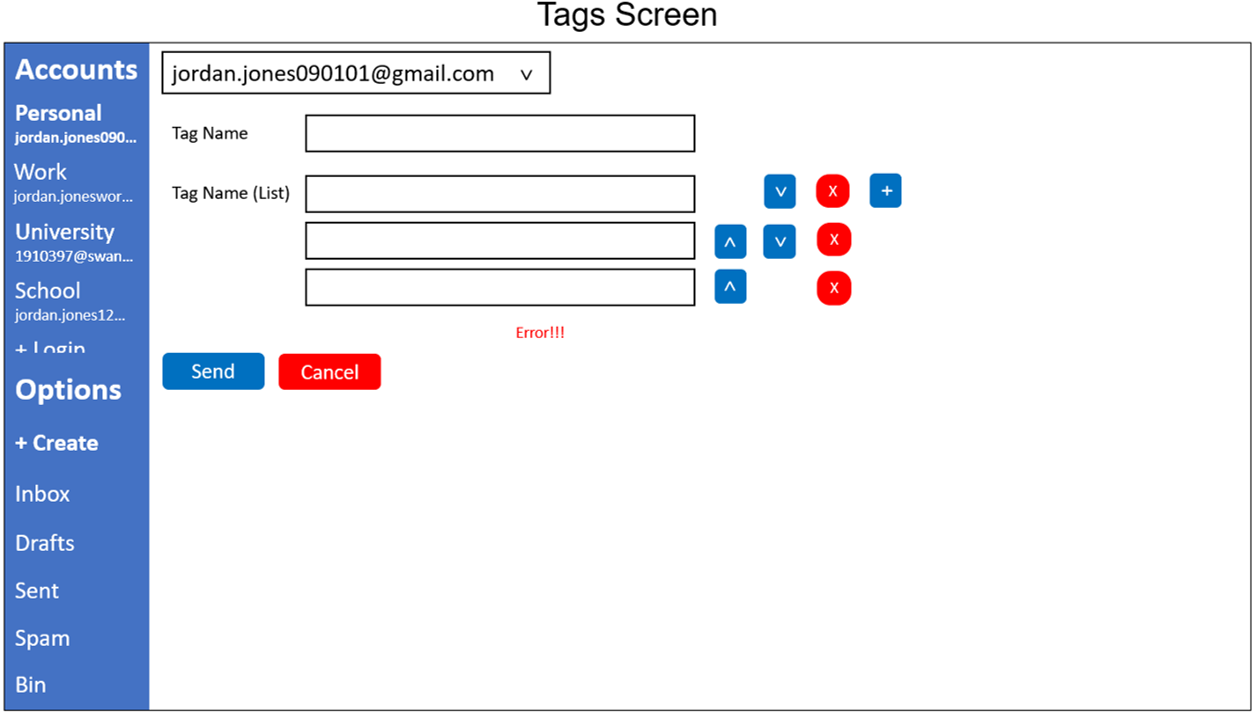 Tags Screen
Accounts
Personal
jordan.jones090...
Work
jordan.joneswor...
University
1910397@swan...
School
jordan.jones12...
+ Login
Options
+ Create
Inbox
Drafts
Sent
Spam
Bin
jordan.jones090101@gmail.com v
Tag Name
Tag Name (List)
v X +
^ v X
^ X
Error!!!
Send Cancel